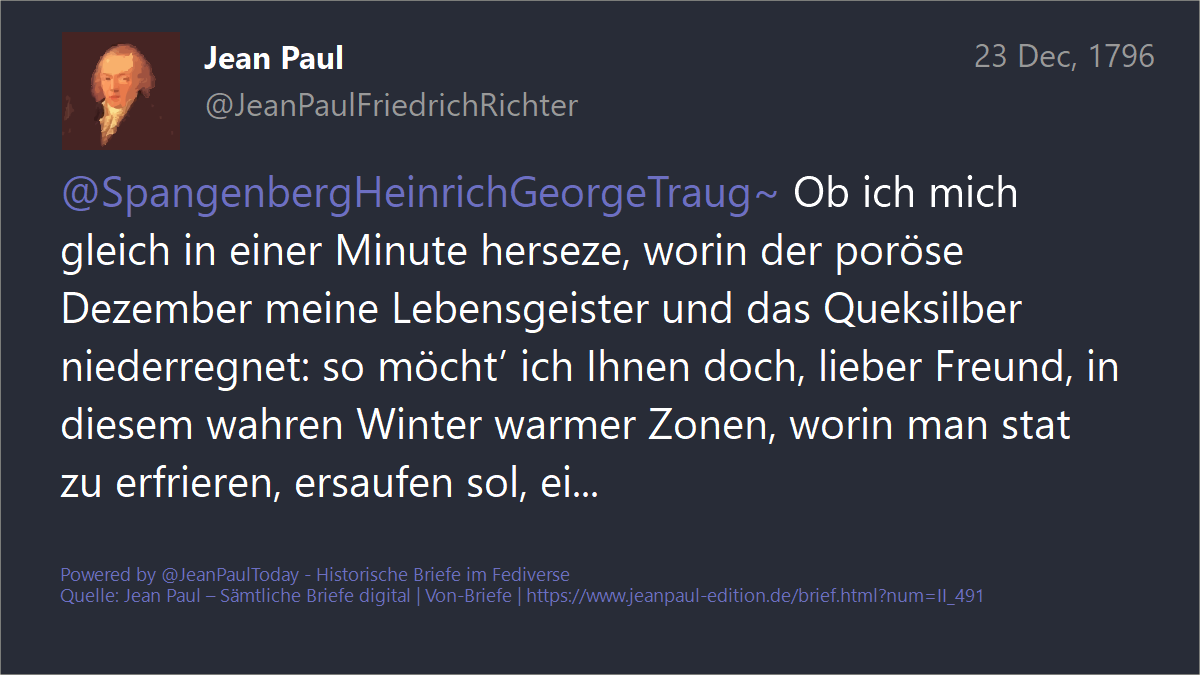 Jean Paul
23 Dec, 1796
@JeanPaulFriedrichRichter
@SpangenbergHeinrichGeorgeTraug~ Ob ich mich
gleich in einer Minute herseze, worin der poröse
Dezember meine Lebensgeister und das Queksilber
niederregnet: so möcht’ ich Ihnen doch, lieber Freund, in
diesem wahren Winter warmer Zonen, worin man stat
zu erfrieren, ersaufen sol, ei...
Powered by @JeanPaulToday - Historische Briefe im Fediverse
Quelle: Jean Paul – Sämtliche Briefe digital | Von-Briefe | https://www.jeanpaul-edition.de/brief.html?num=II_491